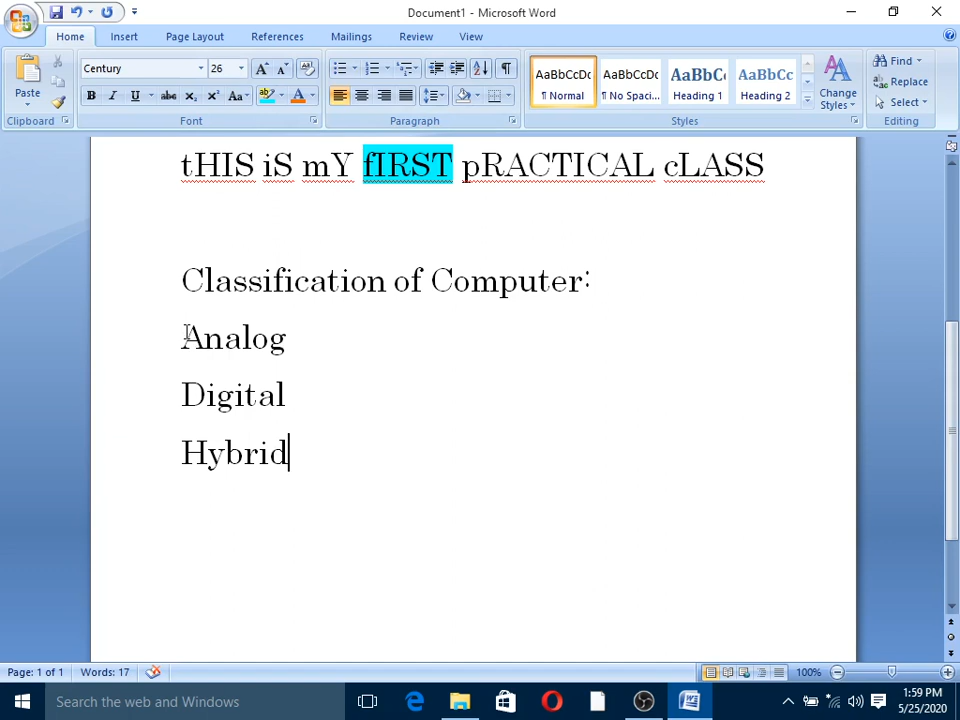 Document1 - Microsoft Word
Home Insert Page Layout References Mailings Review View
Paste
Clipboard
Century 26
Font
Paragraph
AaBbCcDc AaBbCcDc AaBbCc AaBbCc
¶ Normal ¶ No Spaci... Heading 1 Heading 2
Change Styles
Styles
Find
Replace
Select
Editing
tHIS iS mY fIRST pRACTICAL cLASS
Classification of Computer:
Analog
Digital
Hybrid
Page: 1 of 1 Words: 17 100%
Search the web and Windows
1:59 PM
5/25/2020